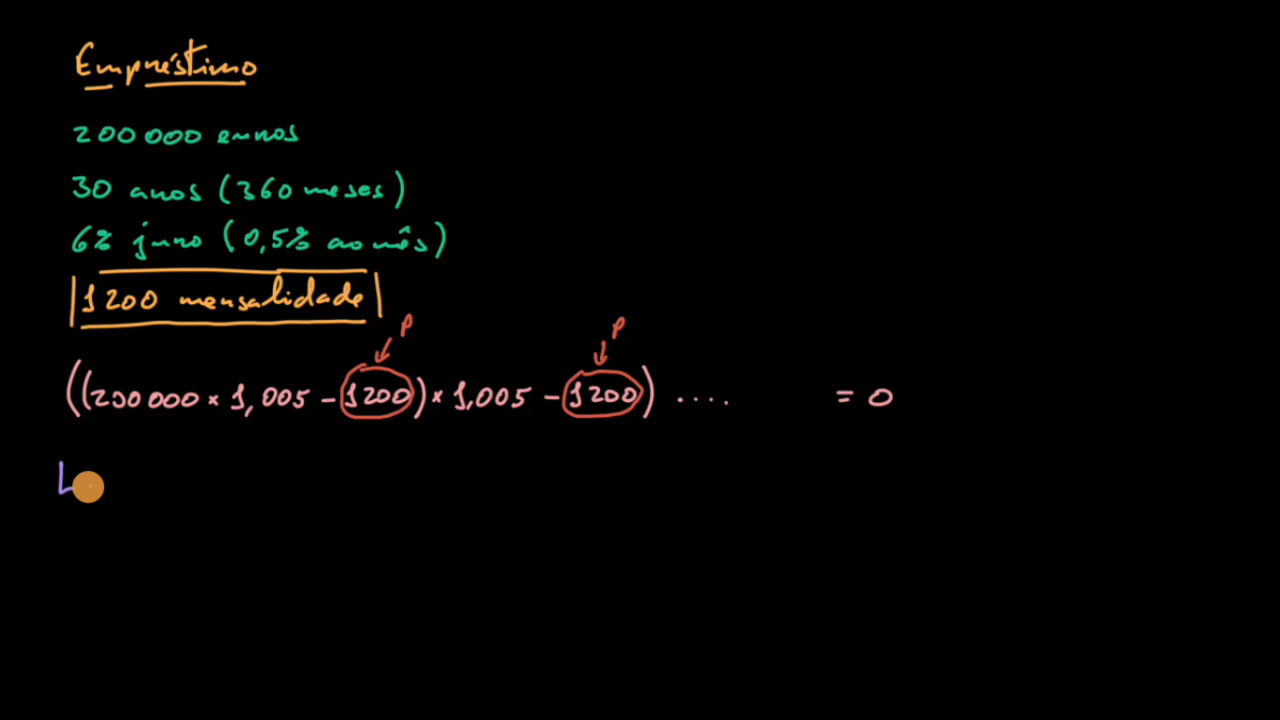 Empréstimo
200 000 euros
30 anos (360 meses)
6% juro (0,5% ao mês)
|1200 mensalidade|
P P
((200 000 × 1,005 - 1200) × 1,005 - 1200) .... = 0
L